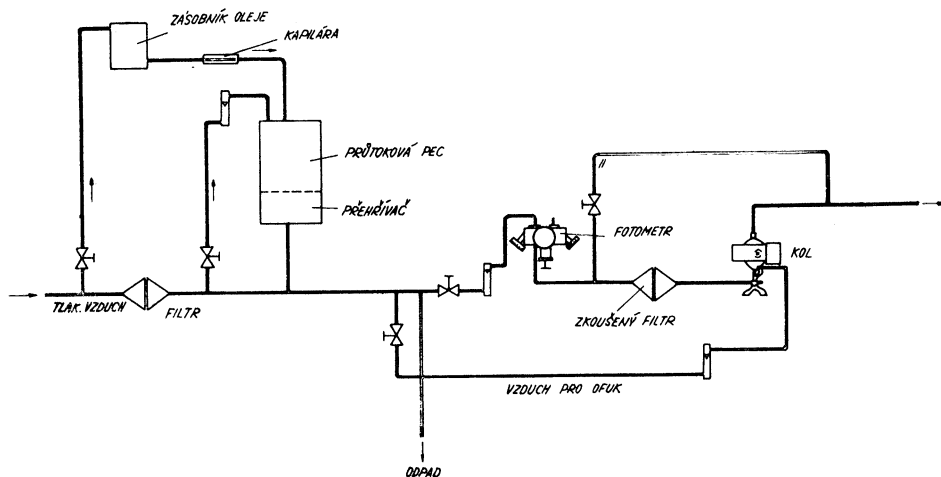 ZÁSOBNÍK OLEJE
KAPILÁRA
PRŮTOKOVÁ PEC
PŘEHŘÍVAČ
FOTOMETR
KOL
TLAK. VZDUCH
FILTR
ZKOUŠENÝ FILTR
VZDUCH PRO OFUK
ODPAD